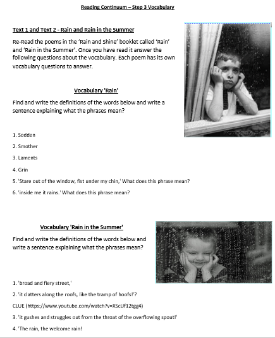 Reading Continuum – Step 3 Vocabulary
Text 1 and Text 2 - Rain and Rain in the Summer
Re-Read the poems in the 'Rain and Shine' booklet called 'Rain'
and 'Rain in the Summer'. Once you have read it answer the
following questions about the vocabulary. Each poem has its own
vocabulary questions to answer.
Vocabulary 'Rain'
Find and write the definitions of the words below and write a
sentence explaining what the phrases mean?
1. Sodden
2. Smother
3. Laments
4. Grin
5. 'Stare out of the window, fist under my chin,' What does this phrase mean?
6. 'Inside me it rains.' What does this phrase mean?
Vocabulary 'Rain in the Summer'
Find and write the definitions of the words below and
write a sentence explaining what the phrases mean?
1. 'broad and fiery street,'
2. 'It clatters along the roofs, like the tramp of hoofs!'?
CLUE (https://www.youtube.com/watch?v=
3. 'It gushes and struggles out from the throat of the overflowing spout!'
4. 'The rain, the welcome rain!